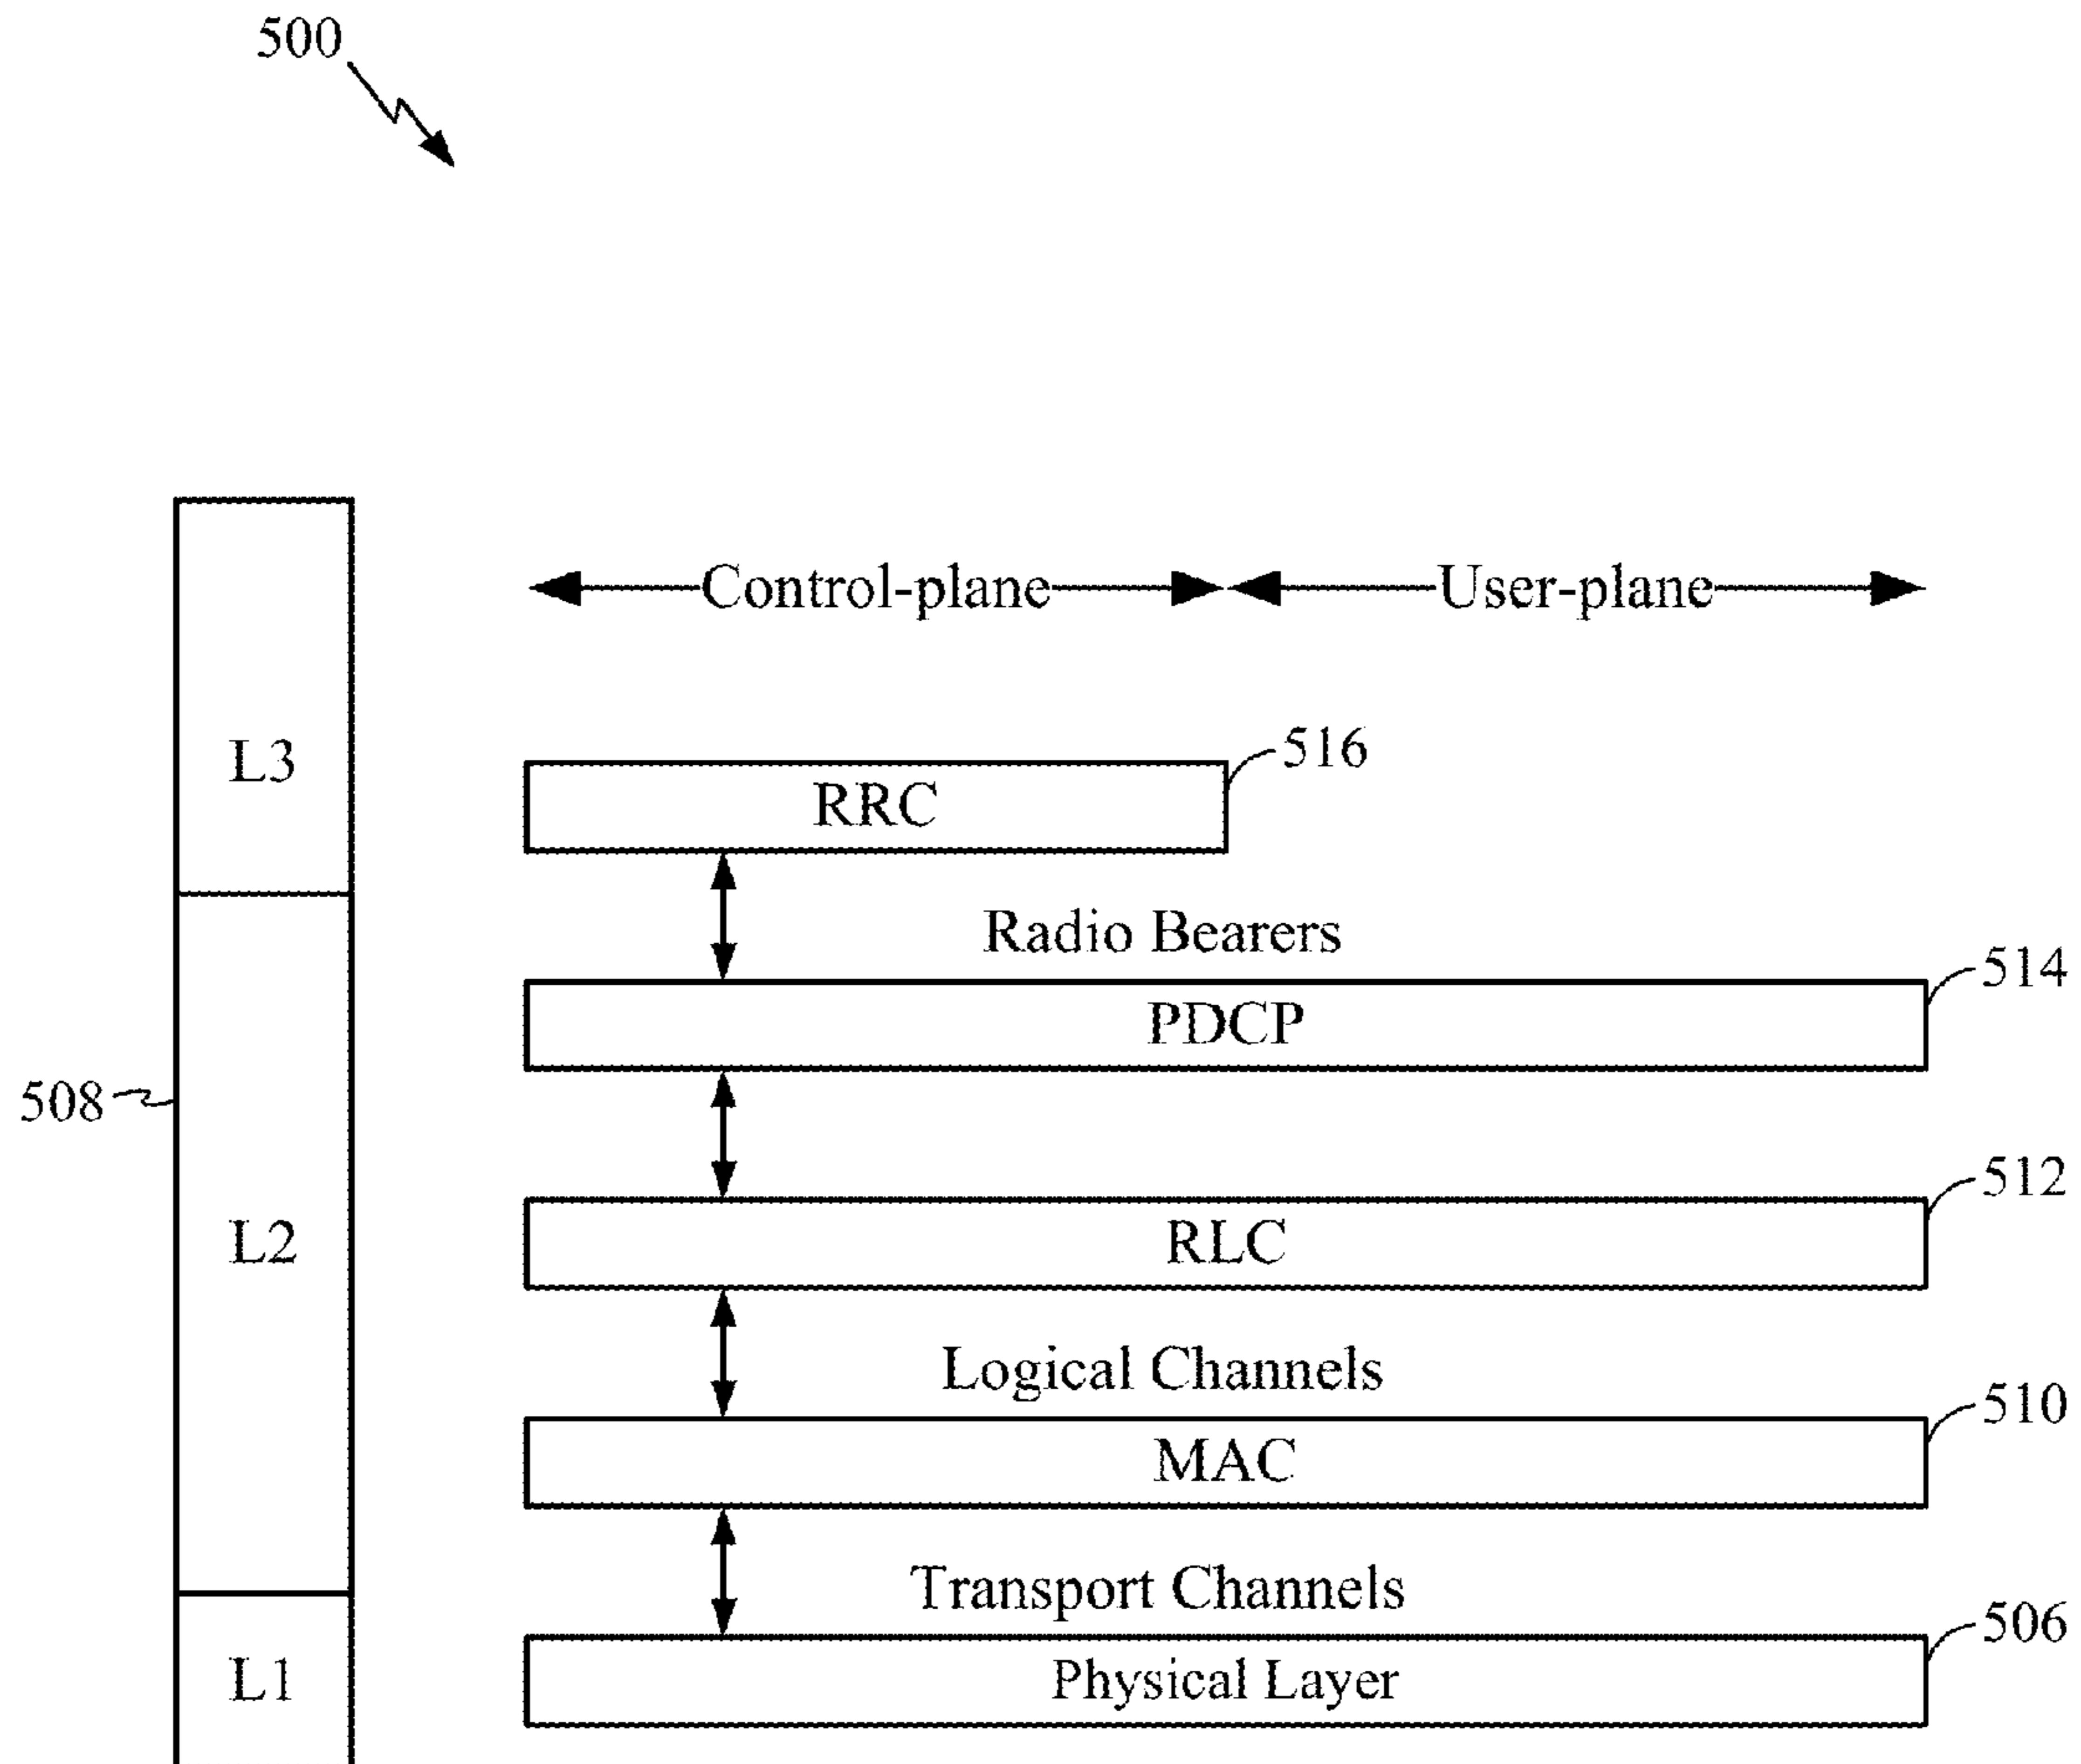 500
Control-plane User-plane
L3
516
RRC
Radio Bearers
514
PDCP
508
512
L2
RLC
Logical Channels
510
MAC
Transport Channels
506
L1
Physical Layer